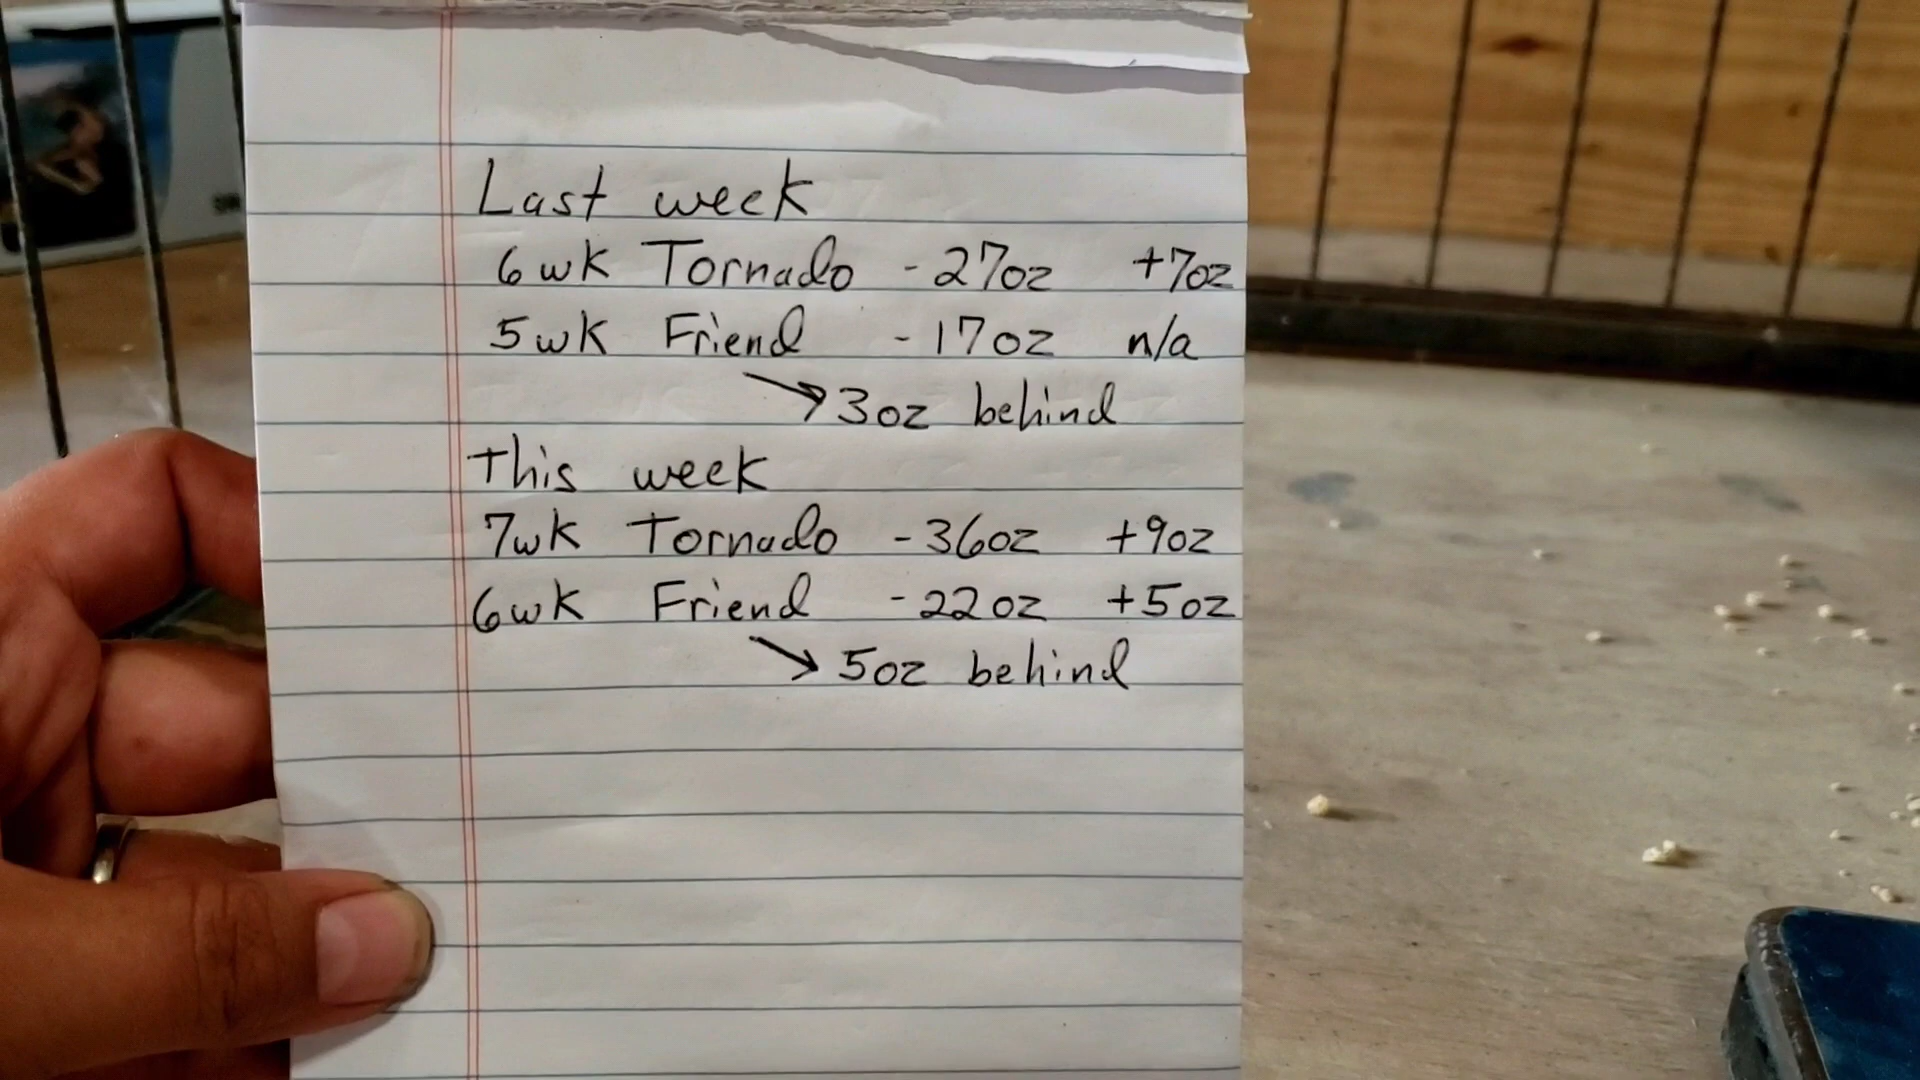 Last week
6wk Tornado - 27oz +7oz
5wk Friend - 17oz n/a
→ 3oz behind
This week
7wk Tornado - 36oz +9oz
6wk Friend - 22oz +5oz
→ 5oz behind